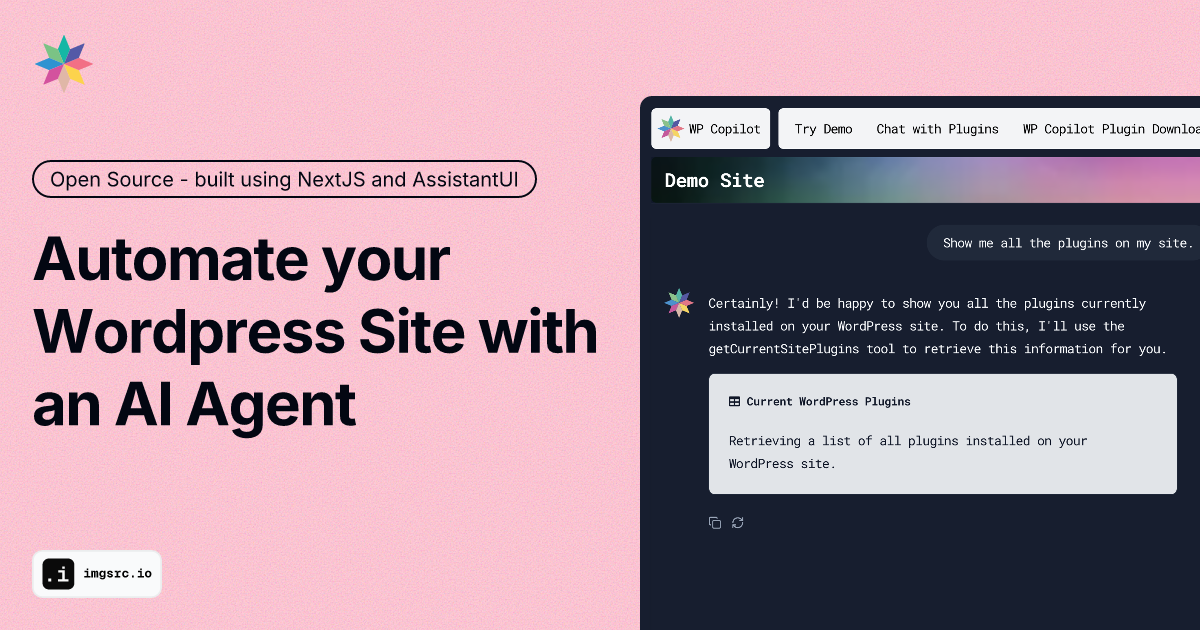 Open Source - built using NextJS and AssistantUI
Automate your
Wordpress Site with
an AI Agent
.i imgsrc.io
WP Copilot
Try Demo
Chat with Plugins
WP Copilot Plugin Downloa
Demo Site
Show me all the plugins on my site.
Certainly! I'd be happy to show you all the plugins currently
installed on your WordPress site. To do this, I'll use the
getCurrentSitePlugins tool to retrieve this information for you.
Current WordPress Plugins
Retrieving a list of all plugins installed on your
WordPress site.